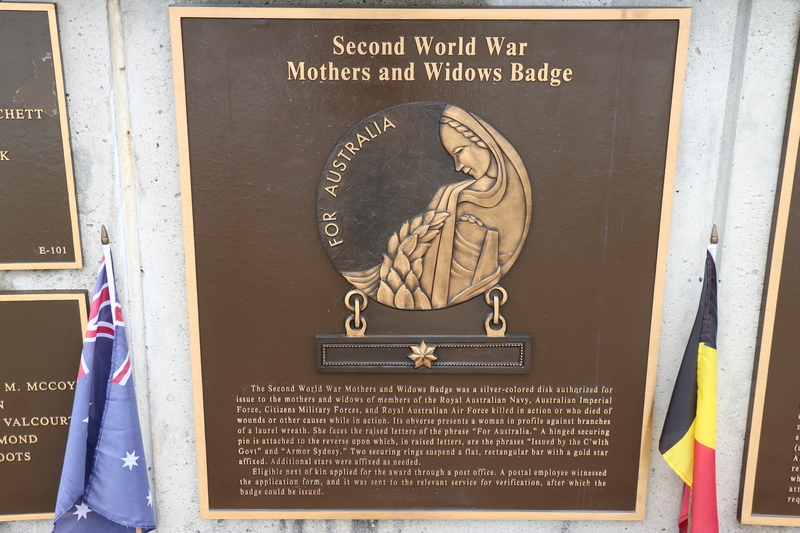 CHETT
K
E-101
M. MCCOY
N
VALCOURT
MOND
OOTS
Second World War
Mothers and Widows Badge
FOR AUSTRALIA
The Second World War Mothers and Widows Badge was a silver-colored disk authorized for
issue to the mothers and widows of members of the Royal Australian Navy, Australian Imperial
Force, Citizens Military Forces, and Royal Australian Air Force killed in action or who died of
wounds or other causes while in action. Its obverse presents a woman in profile against branches
of a laurel wreath. She faces the raised letters of the phrase "For Australia." A hinged securing
pin is attached to the reverse upon which, in raised letters, are the phrases "Issued by the C'wlth
Govt" and "Armor Sydney." Two securing rings suspend a flat, rectangular bar with a gold star
affixed. Additional stars were affixed as needed.
Eligible next of kin applied for the award through a post office. A postal employee witnessed
the application form, and it was sent to the relevant service for verification, after which the
badge could be issued.